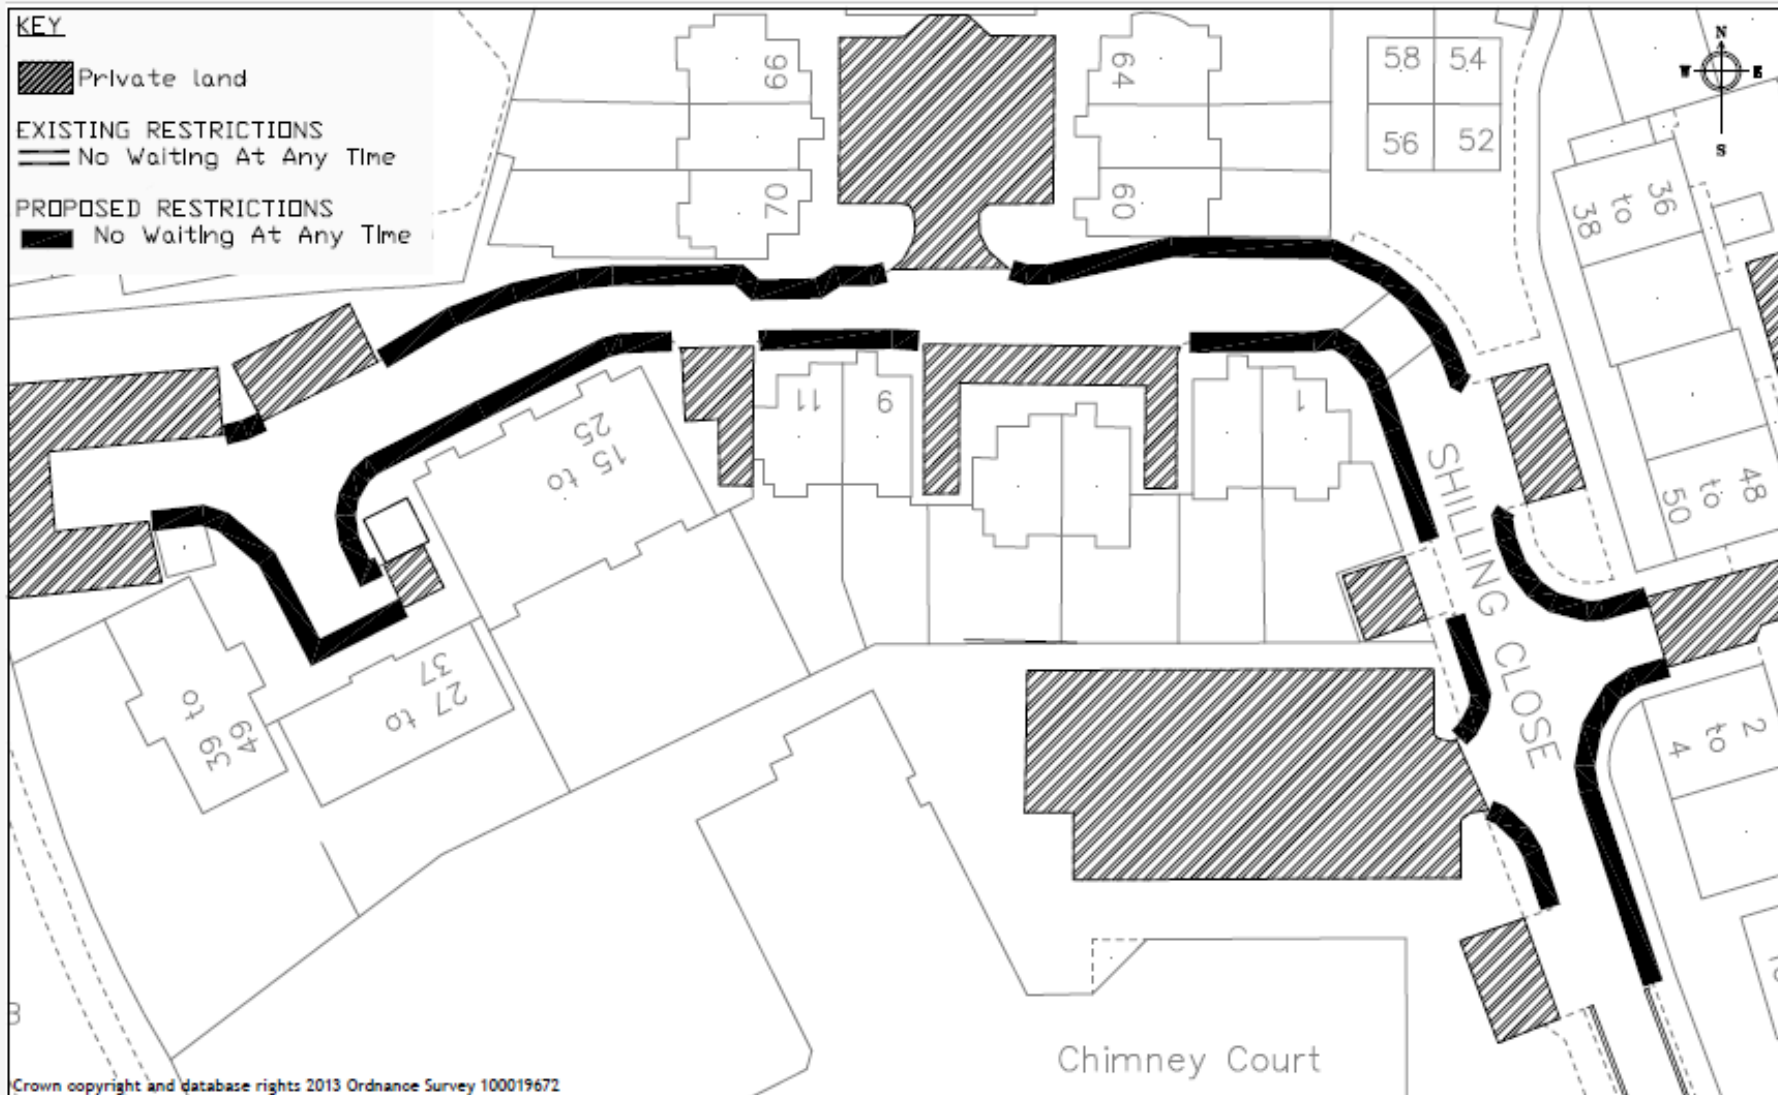 KEY
Private land
EXISTING RESTRICTIONS
No Waiting At Any Time
PROPOSED RESTRICTIONS
No Waiting At Any Time
N
W E
S
66
64
58 54
56 52
70
60
36
to
38
11
9
1
15 to
25
48
to
50
SHILLING CLOSE
27 to
37
39 to
49
2
to
4
Chimney Court
Crown copyright and database rights 2013 Ordnance Survey 100019672